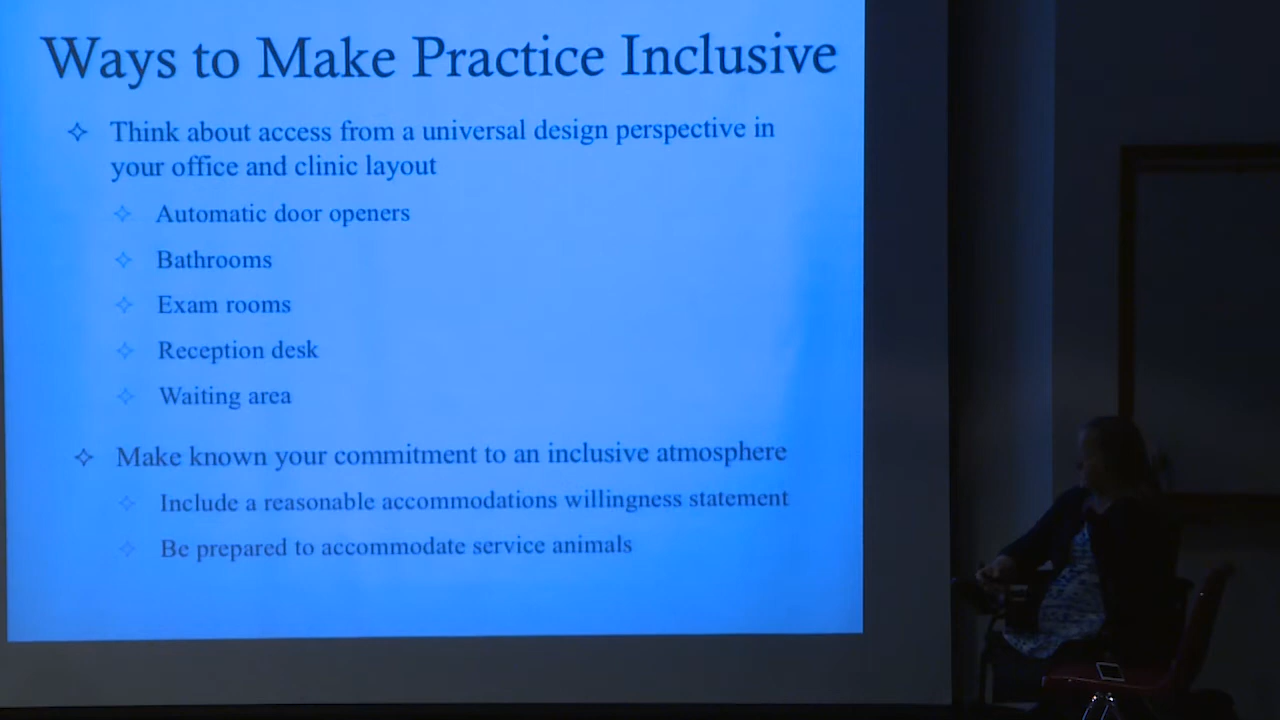 Ways to Make Practice Inclusive
Think about access from a universal design perspective in
your office and clinic layout
Automatic door openers
Bathrooms
Exam rooms
Reception desk
Waiting area
Make known your commitment to an inclusive atmosphere
Include a reasonable accommodations willingness statement
Be prepared to accommodate service animals